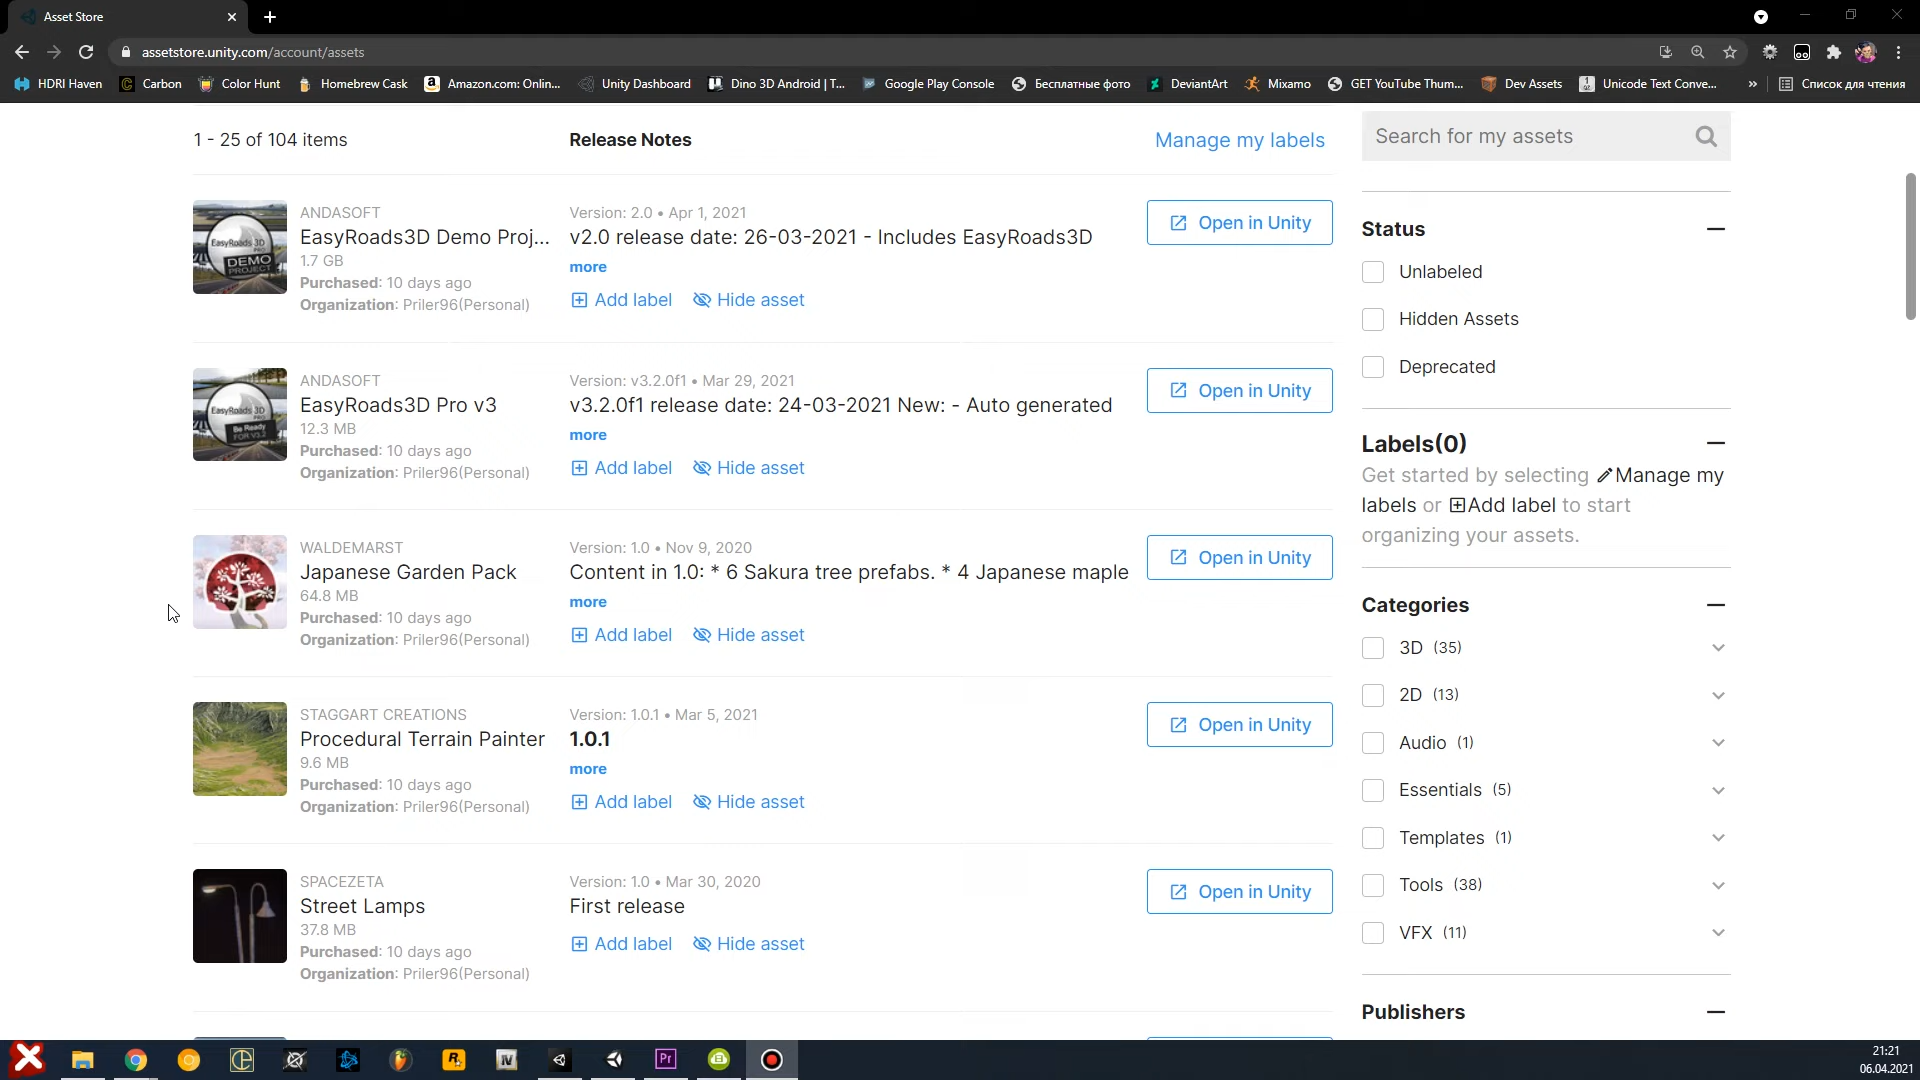 Asset Store
assetstore.unity.com/account/assets
HDRI Haven
Carbon
Color Hunt
Homebrew Cask
Amazon.com: Onlin...
Unity Dashboard
Dino 3D Android | T...
Google Play Console
Бесплатные фото
DeviantArt
Mixamo
GET YouTube Thum...
Dev Assets
Unicode Text Conve...
»
Список для чтения
1 - 25 of 104 items
Release Notes
Manage my labels
Search for my assets
ANDASOFT
EasyRoads3D Demo Proj...
1.7 GB
Purchased: 10 days ago
Organization: Priler96(Personal)
Version: 2.0 • Apr 1, 2021
v2.0 release date: 26-03-2021 - Includes EasyRoads3D
more
Add label
Hide asset
Open in Unity
EasyRoads 3D
PRO
DEMO
PROJECT
ANDASOFT
EasyRoads3D Pro v3
12.3 MB
Purchased: 10 days ago
Organization: Priler96(Personal)
Version: v3.2.0f1 • Mar 29, 2021
v3.2.0f1 release date: 24-03-2021 New: - Auto generated
more
Add label
Hide asset
Open in Unity
EasyRoads 3D
Be Ready
FOR V3.2
WALDEMARST
Japanese Garden Pack
64.8 MB
Purchased: 10 days ago
Organization: Priler96(Personal)
Version: 1.0 • Nov 9, 2020
Content in 1.0: * 6 Sakura tree prefabs. * 4 Japanese maple
more
Add label
Hide asset
Open in Unity
STAGGART CREATIONS
Procedural Terrain Painter
9.6 MB
Purchased: 10 days ago
Organization: Priler96(Personal)
Version: 1.0.1 • Mar 5, 2021
1.0.1
more
Add label
Hide asset
Open in Unity
SPACEZETA
Street Lamps
37.8 MB
Purchased: 10 days ago
Organization: Priler96(Personal)
Version: 1.0 • Mar 30, 2020
First release
Add label
Hide asset
Open in Unity
Status
Unlabeled
Hidden Assets
Deprecated
Labels(0)
Get started by selecting Manage my
labels or Add label to start
organizing your assets.
Categories
3D (35)
2D (13)
Audio (1)
Essentials (5)
Templates (1)
Tools (38)
VFX (11)
Publishers
IV
Pr
21:21
06.04.2021